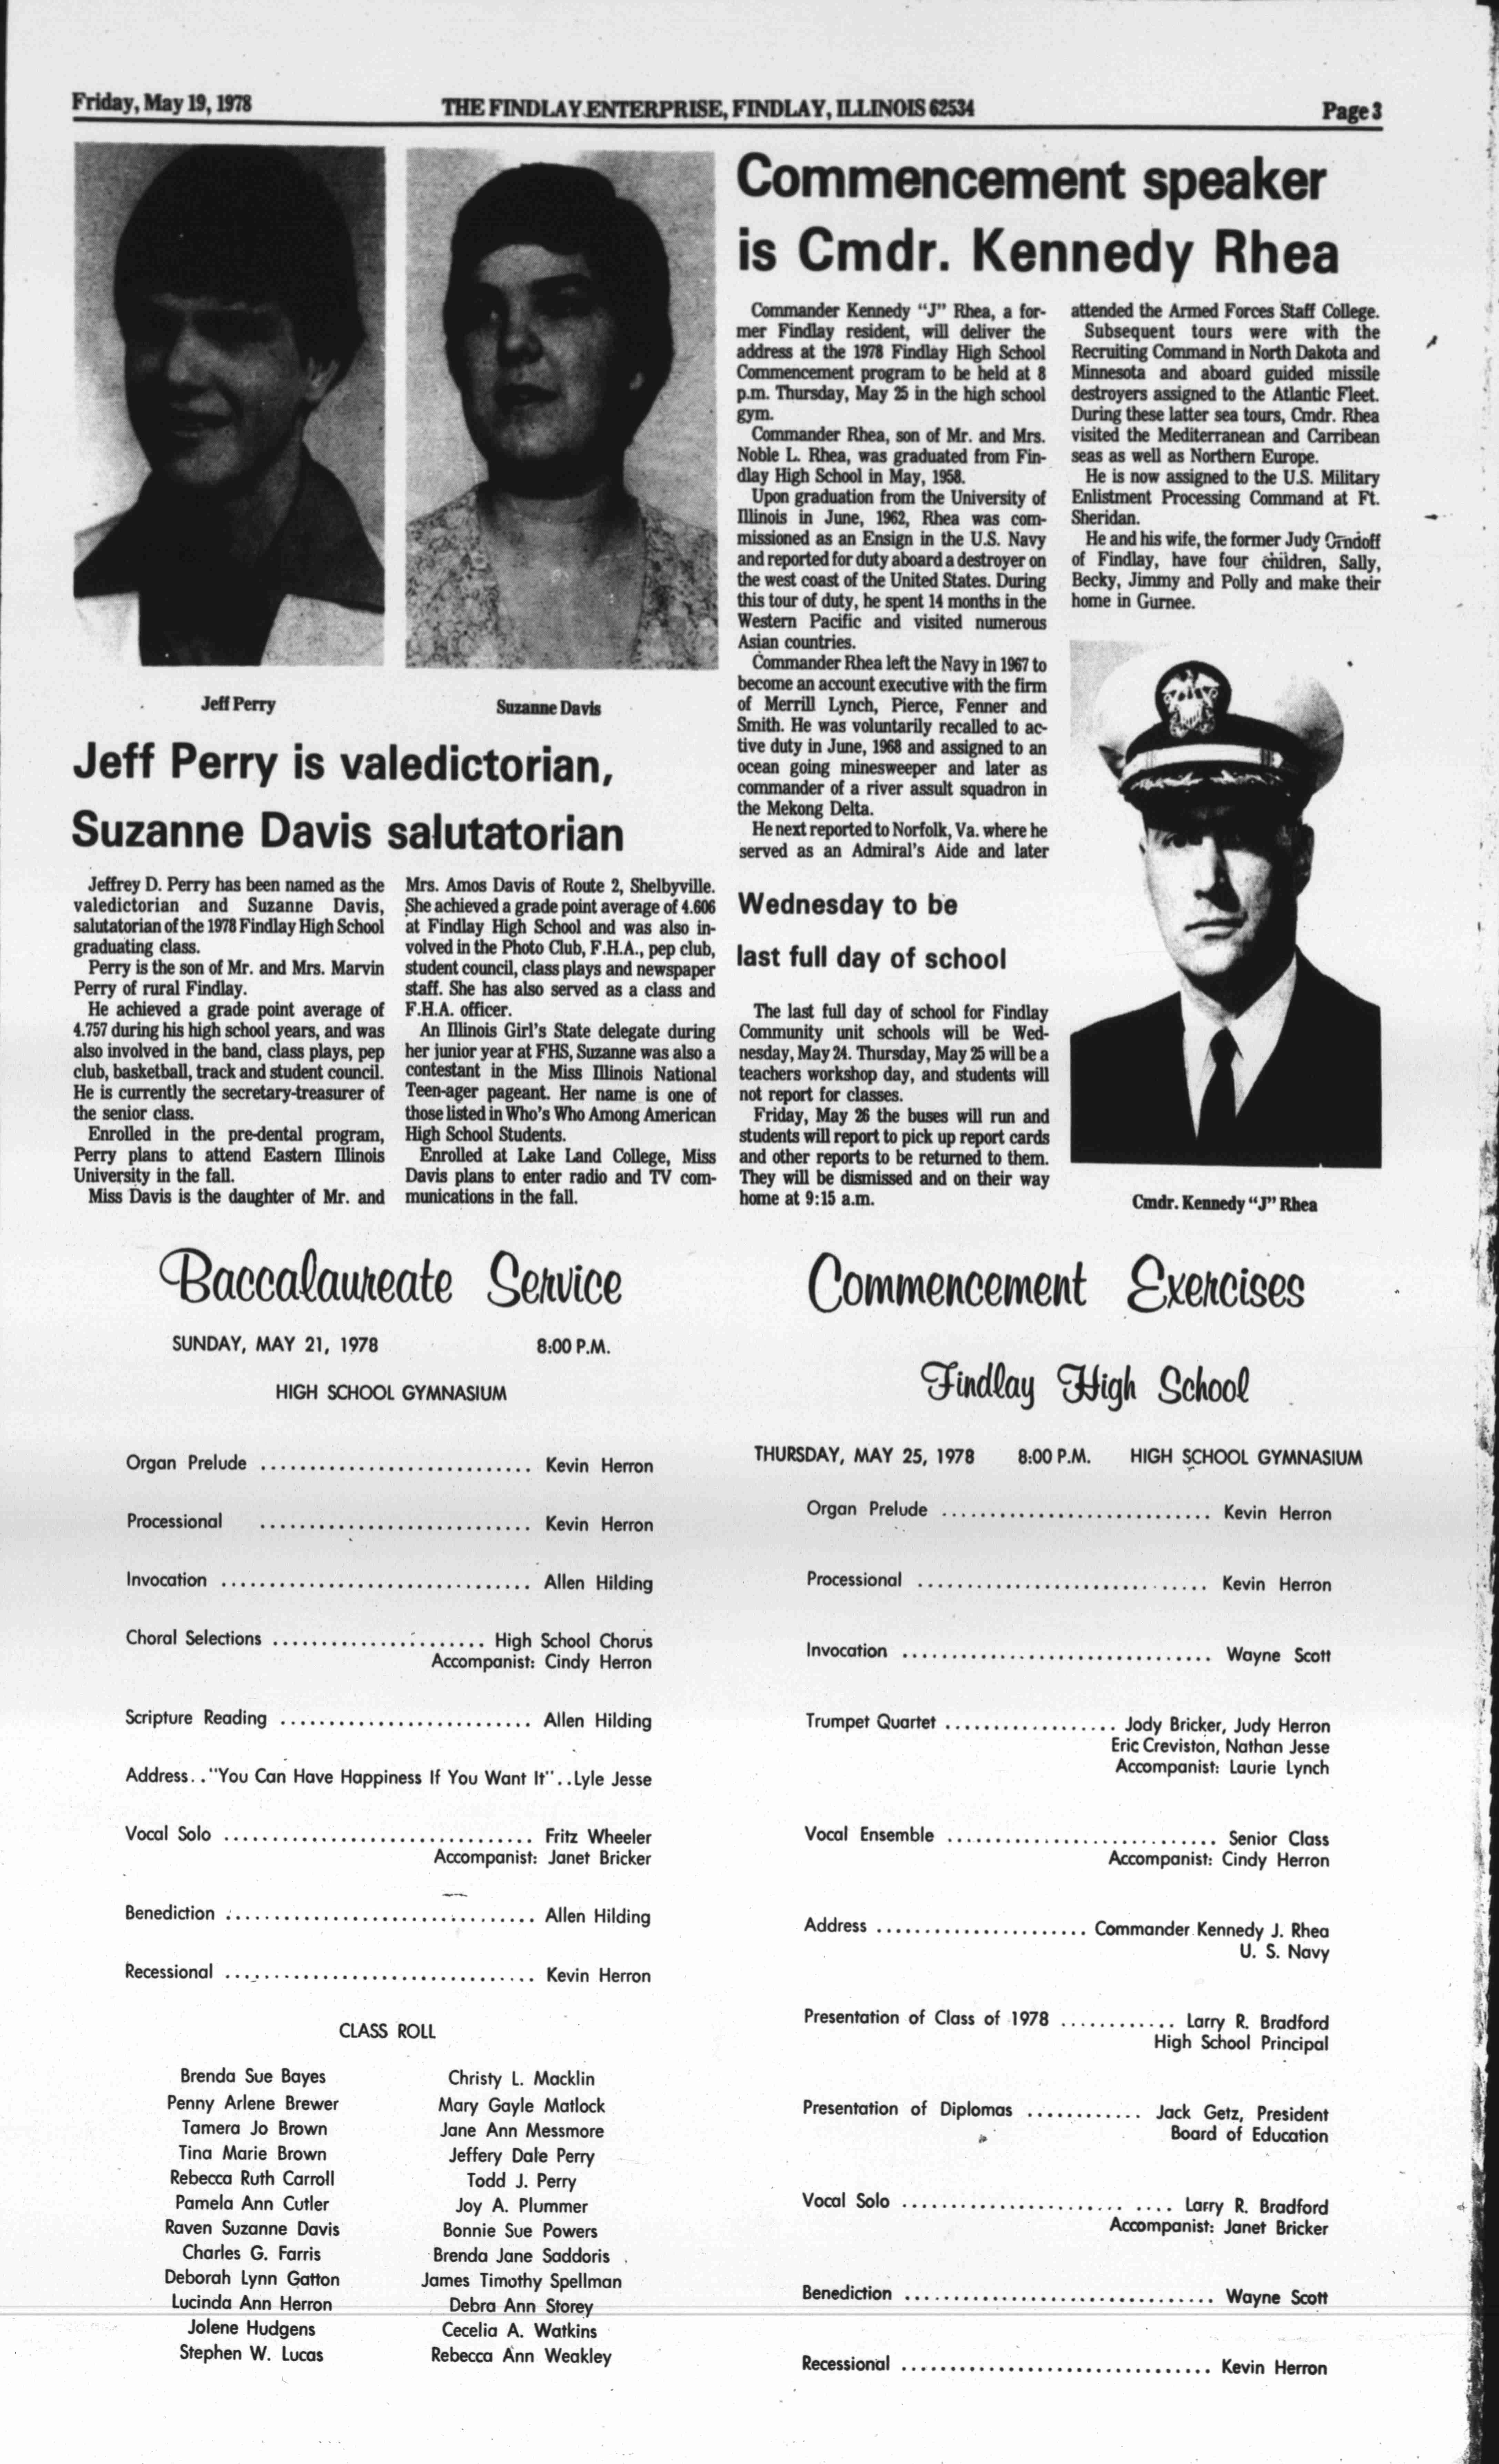 Friday, May 19, 1978
THE FINDLAY ENTERPRISE, FINDLAY, ILLINOIS 62534
Page 3
Jeff Perry
Suzanne Davis
Jeff Perry is valedictorian,
Suzanne Davis salutatorian
Jeffrey D. Perry has been named as the
valedictorian and Suzanne Davis,
salutatorian of the 1978 Findlay High School
graduating class.
Perry is the son of Mr. and Mrs. Marvin
Perry of rural Findlay.
He achieved a grade point average of
4.757 during his high school years, and was
also involved in the band, class plays, pep
club, basketball, track and student council.
He is currently the secretary-treasurer of
the senior class.
Enrolled in the pre-dental program,
Perry plans to attend Eastern Illinois
University in the fall.
Miss Davis is the daughter of Mr. and
Mrs. Amos Davis of Route 2, Shelbyville.
She achieved a grade point average of 4.606
at Findlay High School and was also in-
volved in the Photo Club, F.H.A., pep club,
student council, class plays and newspaper
staff. She has also served as a class and
F.H.A. officer.
An Illinois Girl's State delegate during
her junior year at FHS, Suzanne was also a
contestant in the Miss Illinois National
Teen-ager pageant. Her name is one of
those listed in Who's Who Among American
High School Students.
Enrolled at Lake Land College, Miss
Davis plans to enter radio and TV com-
munications in the fall.
Commencement speaker
is Cmdr. Kennedy Rhea
Commander Kennedy "J" Rhea, a for-
mer Findlay resident, will deliver the
address at the 1978 Findlay High School
Commencement program to be held at 8
p.m. Thursday, May 25 in the high school
gym.
Commander Rhea, son of Mr. and Mrs.
Noble L. Rhea, was graduated from Fin-
dlay High School in May, 1958.
Upon graduation from the University of
Illinois in June, 1962, Rhea was com-
missioned as an Ensign in the U.S. Navy
and reported for duty aboard a destroyer on
the west coast of the United States. During
this tour of duty, he spent 14 months in the
Western Pacific and visited numerous
Asian countries.
Commander Rhea left the Navy in 1967 to
become an account executive with the firm
of Merrill Lynch, Pierce, Fenner and
Smith. He was voluntarily recalled to ac-
tive duty in June, 1968 and assigned to an
ocean going minesweeper and later as
commander of a river assult squadron in
the Mekong Delta.
He next reported to Norfolk, Va. where he
served as an Admiral's Aide and later
attended the Armed Forces Staff College.
Subsequent tours were with the
Recruiting Command in North Dakota and
Minnesota and aboard guided missile
destroyers assigned to the Atlantic Fleet.
During these latter sea tours, Cmdr. Rhea
visited the Mediterranean and Carribean
seas as well as Northern Europe.
He is now assigned to the U.S. Military
Enlistment Processing Command at Ft.
Sheridan.
He and his wife, the former Judy Orndoff
of Findlay, have four children, Sally,
Becky, Jimmy and Polly and make their
home in Gurnee.
Cmdr. Kennedy "J" Rhea
Wednesday to be
last full day of school
The last full day of school for Findlay
Community unit schools will be Wed-
nesday, May 24. Thursday, May 25 will be a
teachers workshop day, and students will
not report for classes.
Friday, May 26 the buses will run and
students will report to pick up report cards
and other reports to be returned to them.
They will be dismissed and on their way
home at 9:15 a.m.
Baccalaureate Service
SUNDAY, MAY 21, 1978 8:00 P.M.
HIGH SCHOOL GYMNASIUM
Organ Prelude ............................ Kevin Herron
Processional ............................ Kevin Herron
Invocation ................................ Allen Hilding
Choral Selections ...................... High School Chorus
Accompanist: Cindy Herron
Scripture Reading .......................... Allen Hilding
Address.."You Can Have Happiness If You Want It"..Lyle Jesse
Vocal Solo ................................ Fritz Wheeler
Accompanist: Janet Bricker
Benediction ................................ Allen Hilding
Recessional ................................ Kevin Herron
CLASS ROLL
Brenda Sue Bayes
Penny Arlene Brewer
Tamera Jo Brown
Tina Marie Brown
Rebecca Ruth Carroll
Pamela Ann Cutler
Raven Suzanne Davis
Charles G. Farris
Deborah Lynn Gatton
Lucinda Ann Herron
Jolene Hudgens
Stephen W. Lucas
Christy L. Macklin
Mary Gayle Matlock
Jane Ann Messmore
Jeffery Dale Perry
Todd J. Perry
Joy A. Plummer
Bonnie Sue Powers
Brenda Jane Saddoris
James Timothy Spellman
Debra Ann Storey
Cecelia A. Watkins
Rebecca Ann Weakley
Commencement Exercises
Findlay High School
THURSDAY, MAY 25, 1978 8:00 P.M. HIGH SCHOOL GYMNASIUM
Organ Prelude ............................ Kevin Herron
Processional .............................. Kevin Herron
Invocation ................................ Wayne Scott
Trumpet Quartet .................. Jody Bricker, Judy Herron
Eric Creviston, Nathan Jesse
Accompanist: Laurie Lynch
Vocal Ensemble ............................ Senior Class
Accompanist: Cindy Herron
Address ...................... Commander Kennedy J. Rhea
U. S. Navy
Presentation of Class of 1978 ............ Larry R. Bradford
High School Principal
Presentation of Diplomas ............ Jack Getz, President
Board of Education
Vocal Solo ....................... .... Larry R. Bradford
Accompanist: Janet Bricker
Benediction ................................ Wayne Scott
Recessional ................................ Kevin Herron